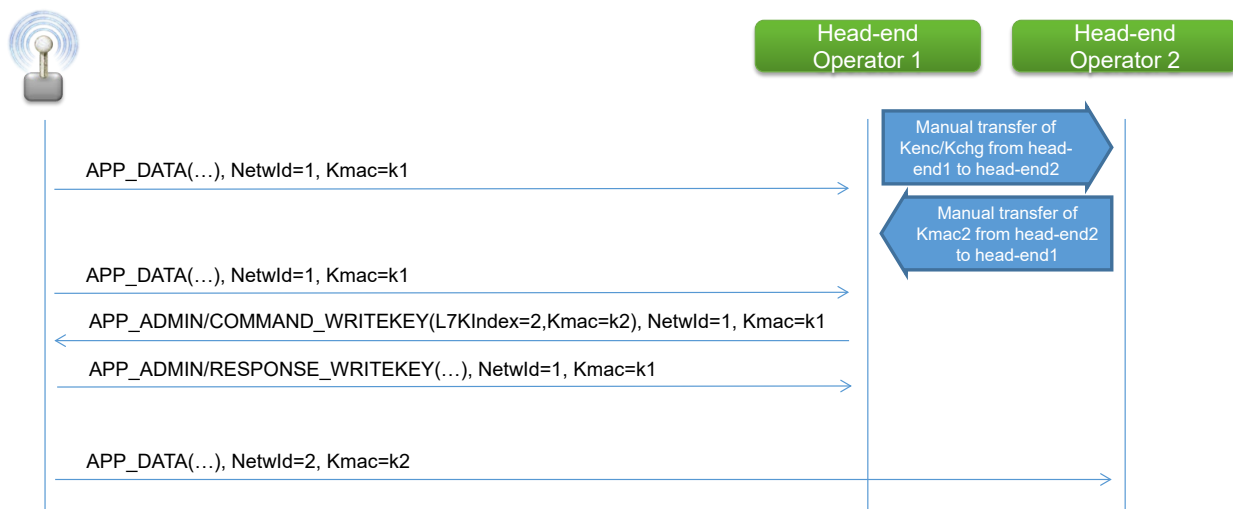 Head-end
Operator 1
Head-end
Operator 2
Manual transfer of
Kenc/Kchg from head-
end1 to head-end2
APP_DATA(…), NetwId=1, Kmac=k1
Manual transfer of
Kmac2 from head-end2
to head-end1
APP_DATA(…), NetwId=1, Kmac=k1
APP_ADMIN/COMMAND_WRITEKEY(L7KIndex=2,Kmac=k2), NetwId=1, Kmac=k1
APP_ADMIN/RESPONSE_WRITEKEY(…), NetwId=1, Kmac=k1
APP_DATA(…), NetwId=2, Kmac=k2